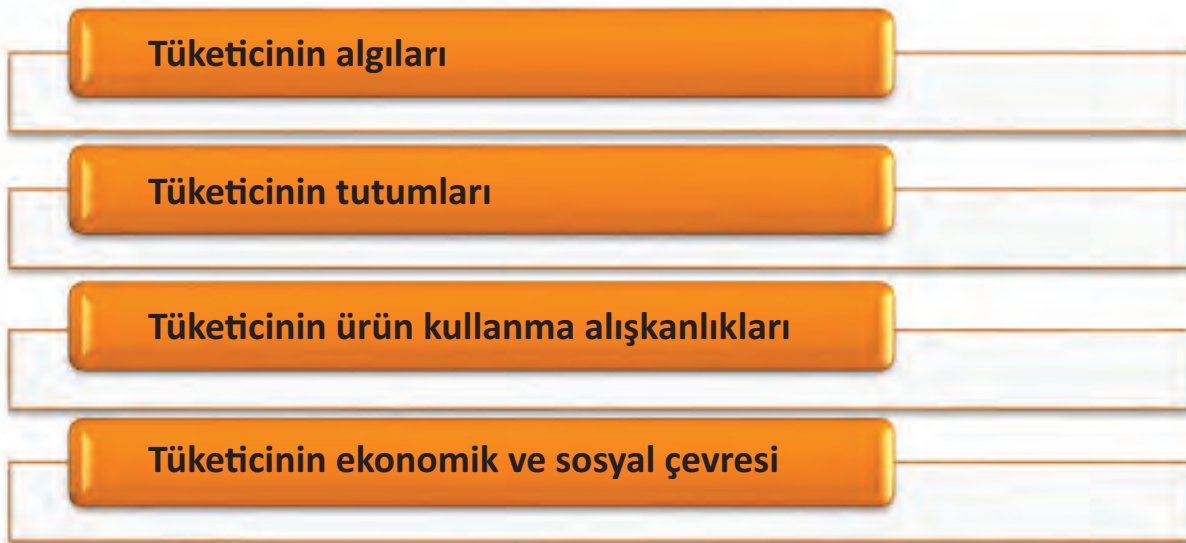 Tüketicinin algıları
Tüketicinin tutumları
Tüketicinin ürün kullanma alışkanlıkları
Tüketicinin ekonomik ve sosyal çevresi